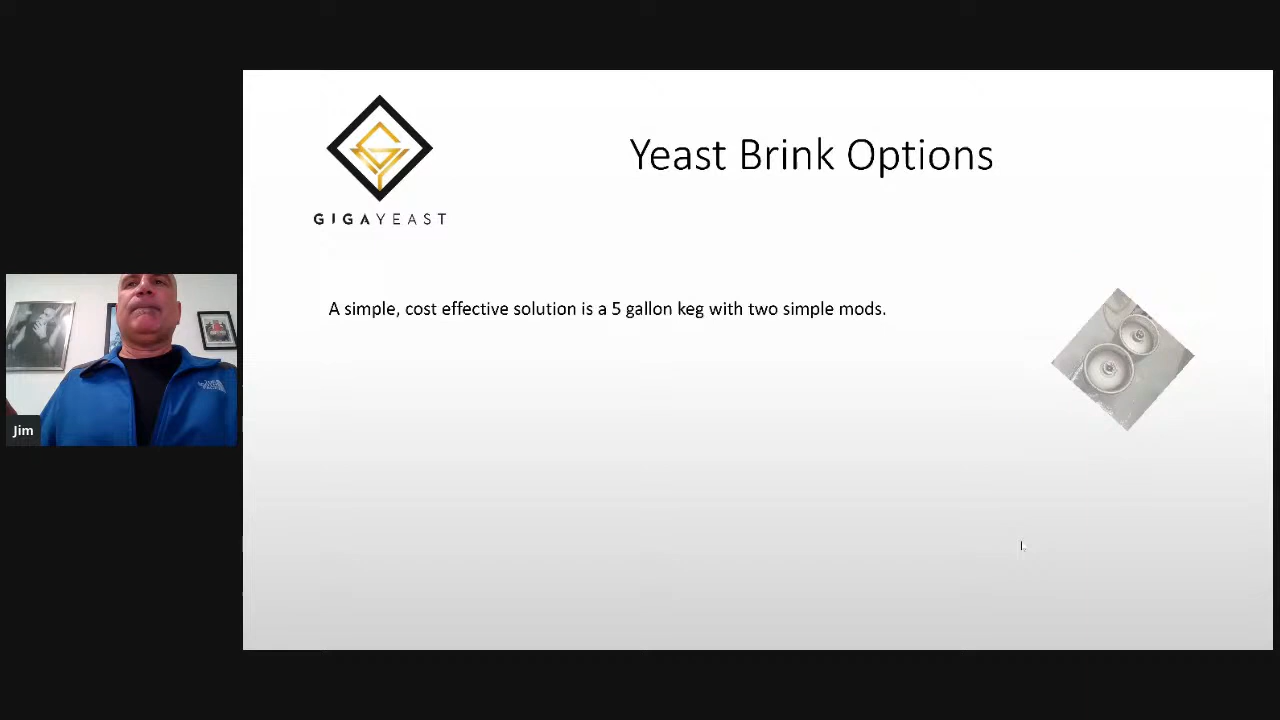 GIGAYEAST
Yeast Brink Options
A simple, cost effective solution is a 5 gallon keg with two simple mods.
Jim